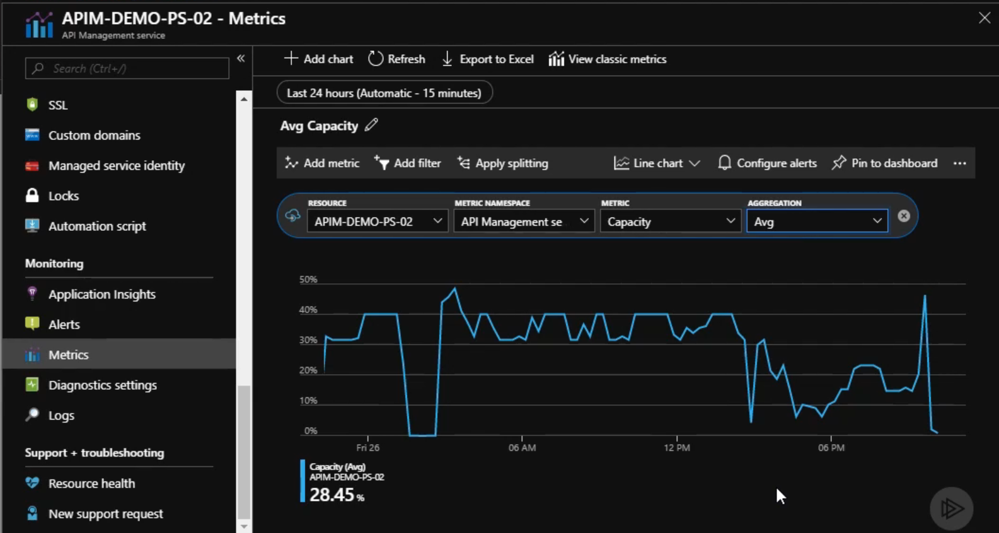 APIM-DEMO-PS-02 - Metrics
API Management service
Search (Ctrl+/)
SSL
Custom domains
Managed service identity
Locks
Automation script
Monitoring
Application Insights
Alerts
Metrics
Diagnostics settings
Logs
Support + troubleshooting
Resource health
New support request
Add chart
Refresh
Export to Excel
View classic metrics
Last 24 hours (Automatic - 15 minutes)
Avg Capacity
Add metric
Add filter
Apply splitting
Line chart
Configure alerts
Pin to dashboard
RESOURCE
APIM-DEMO-PS-02
METRIC NAMESPACE
API Management se
METRIC
Capacity
AGGREGATION
Avg
50%
40%
30%
20%
10%
0%
Fri 26
06 AM
12 PM
06 PM
Capacity (Avg)
APIM-DEMO-PS-02
28.45 %